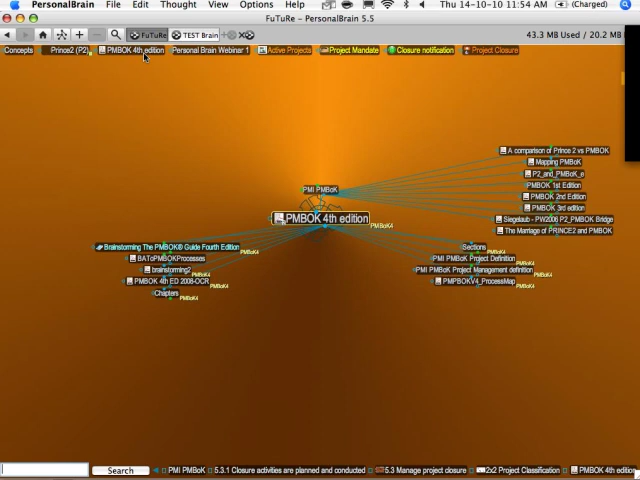 PersonalBrain File Edit Thought View Options Help Thu 14-10-10 11:54 AM (Charged)
FuTuRe - PersonalBrain 5.5
FuTuRe TEST Brain 43.3 MB Used / 20.2 MB
Concepts Prince2 (P2) PMBOK 4th edition Personal Brain Webinar 1 Active Projects Project Mandate Closure notification Project Closure
A comparison of Prince 2 vs PMBOK
Mapping PMBoK
P2_and_PMBoK_e
PMBOK 1st Edition
PMBOK 2nd Edition
PMBOK 3rd edition
Siegelaub - PW2006 P2_PMBOK Bridge
The Marriage of PRINCE2 and PMBOK
PMI PMBoK
PMBOK 4th edition
PMBoK4
Brainstorming The PMBOK® Guide Fourth Edition
PMBoK4
BAToPMBOKProcesses
PMBoK4
brainstorming2
PMBoK4
PMBOK 4th ED 2008-OCR
PMBoK4
Chapters
PMBoK4
Sections
PMBoK4
PMI PMBoK Project Definition
PMBoK4
PMI PMBoK Project Management definition
PMBoK4
PMPBOKV4_ProcessMap
PMBoK4
Search PMI PMBoK 5.3.1 Closure activities are planned and conducted 5.3 Manage project closure 2x2 Project Classification PMBOK 4th edition